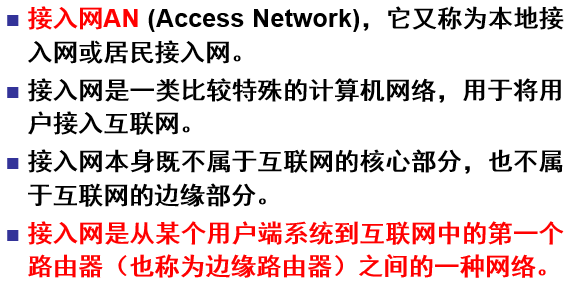 接入网AN (Access Network)，它又称为本地接
入网或居民接入网。
接入网是一类比较特殊的计算机网络，用于将用
户接入互联网。
接入网本身既不属于互联网的核心部分，也不属
于互联网的边缘部分。
接入网是从某个用户端系统到互联网中的第一个
路由器（也称为边缘路由器）之间的一种网络。